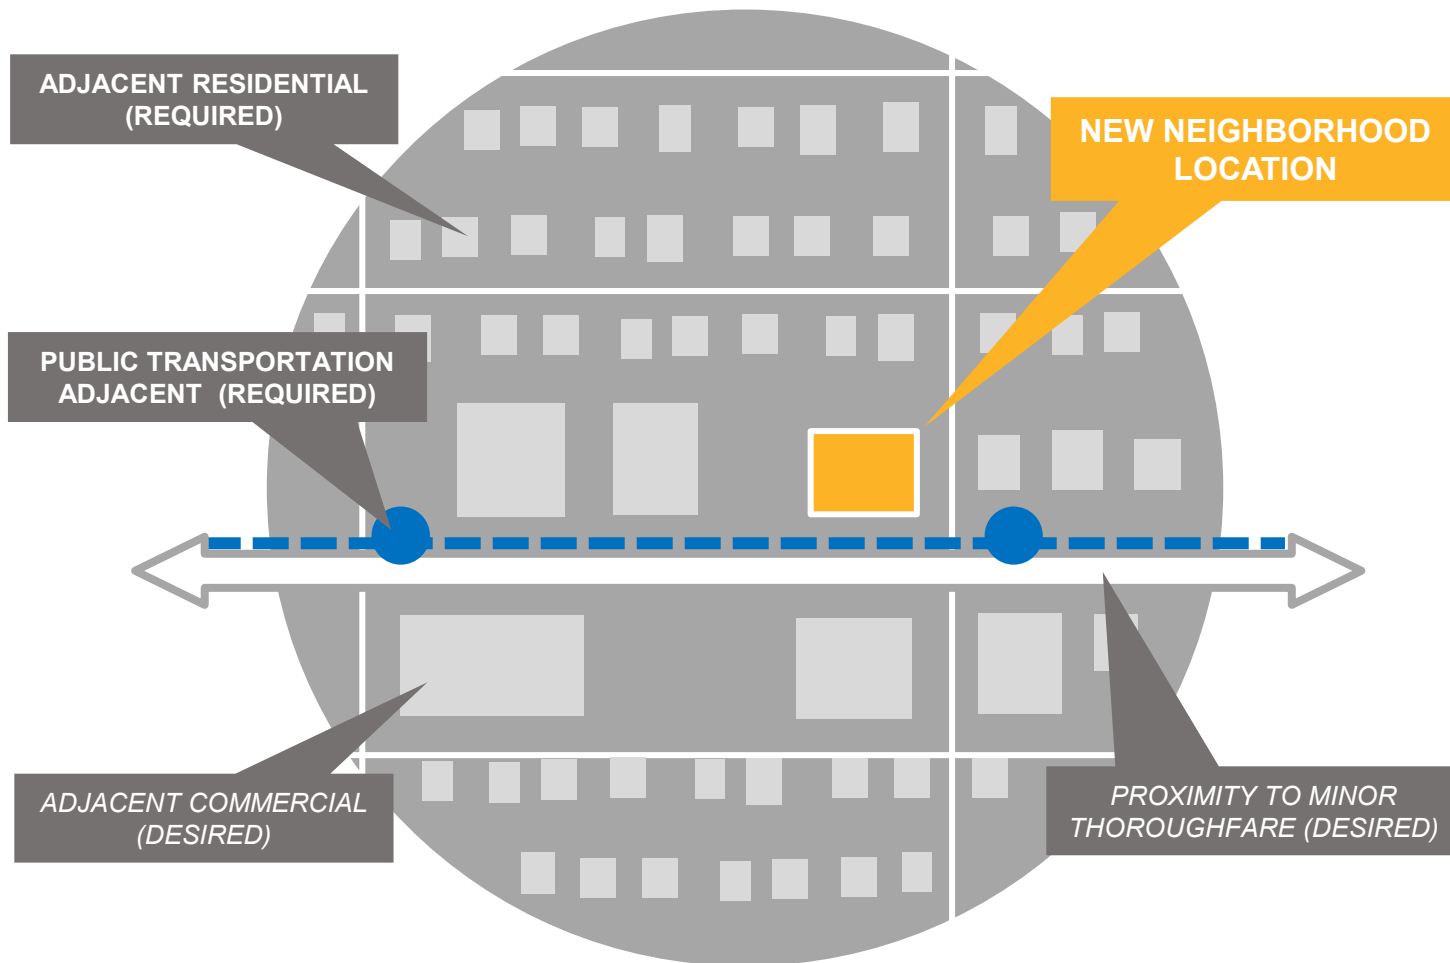 ADJACENT RESIDENTIAL
(REQUIRED)
NEW NEIGHBORHOOD
LOCATION
PUBLIC TRANSPORTATION
ADJACENT (REQUIRED)
ADJACENT COMMERCIAL
(DESIRED)
PROXIMITY TO MINOR
THOROUGHFARE (DESIRED)